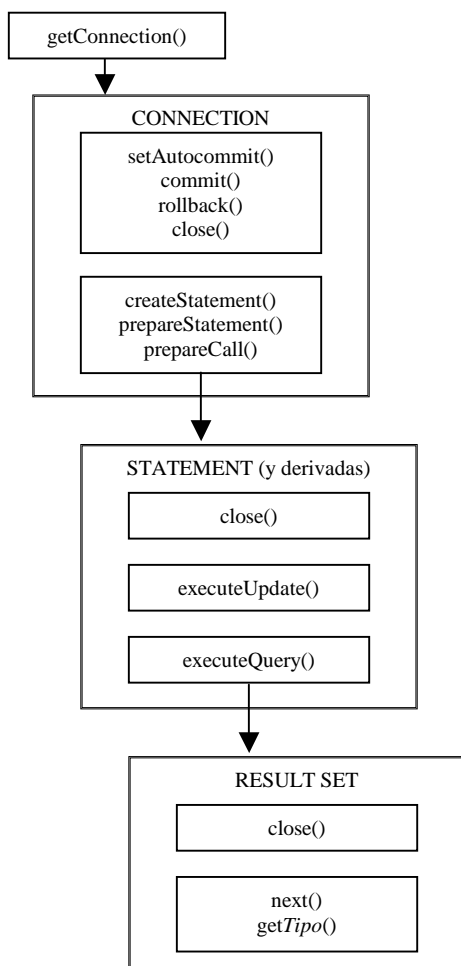 getConnection()
CONNECTION
setAutocommit()
commit()
rollback()
close()
createStatement()
prepareStatement()
prepareCall()
STATEMENT (y derivadas)
close()
executeUpdate()
executeQuery()
RESULT SET
close()
next()
getTipo()